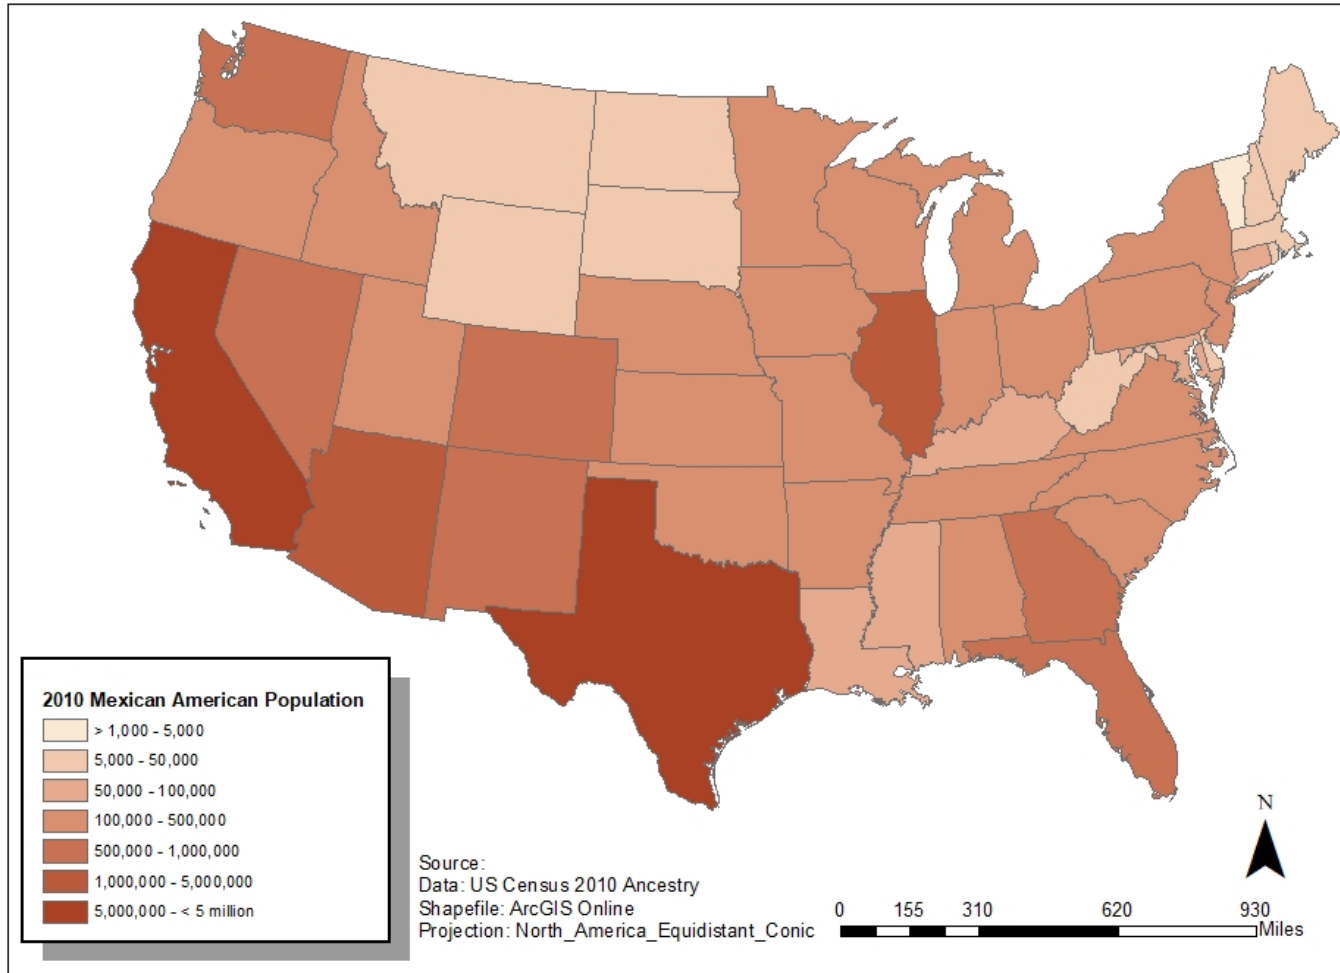 2010 Mexican American Population
> 1,000 - 5,000
5,000 - 50,000
50,000 - 100,000
100,000 - 500,000
500,000 - 1,000,000
1,000,000 - 5,000,000
5,000,000 - < 5 million
Source:
Data: US Census 2010 Ancestry
Shapefile: ArcGIS Online
Projection: North_America_Equidistant_Conic
N
0 155 310 620 930
Miles